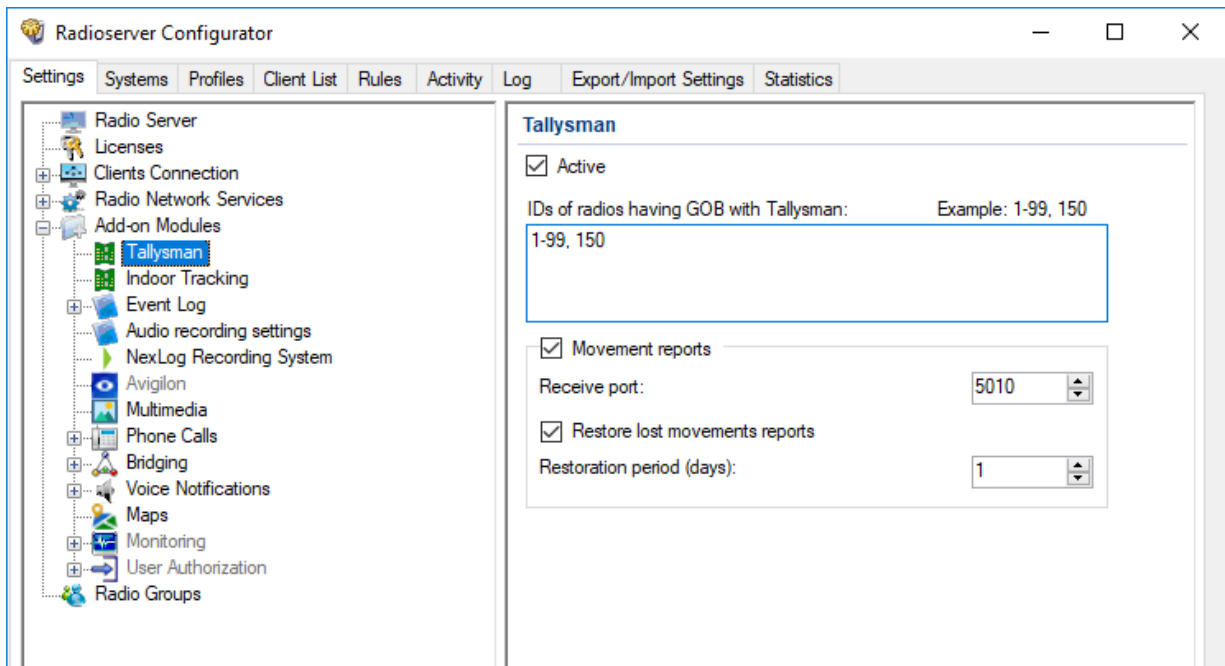 Radioserver Configurator
Settings Systems Profiles Client List Rules Activity Log Export/Import Settings Statistics
Radio Server
Licenses
Clients Connection
Radio Network Services
Add-on Modules
Tallysman
Indoor Tracking
Event Log
Audio recording settings
NexLog Recording System
Avigilon
Multimedia
Phone Calls
Bridging
Voice Notifications
Maps
Monitoring
User Authorization
Radio Groups
Tallysman
Active
IDs of radios having GOB with Tallysman: Example: 1-99, 150
1-99, 150
Movement reports
Receive port: 5010
Restore lost movements reports
Restoration period (days): 1